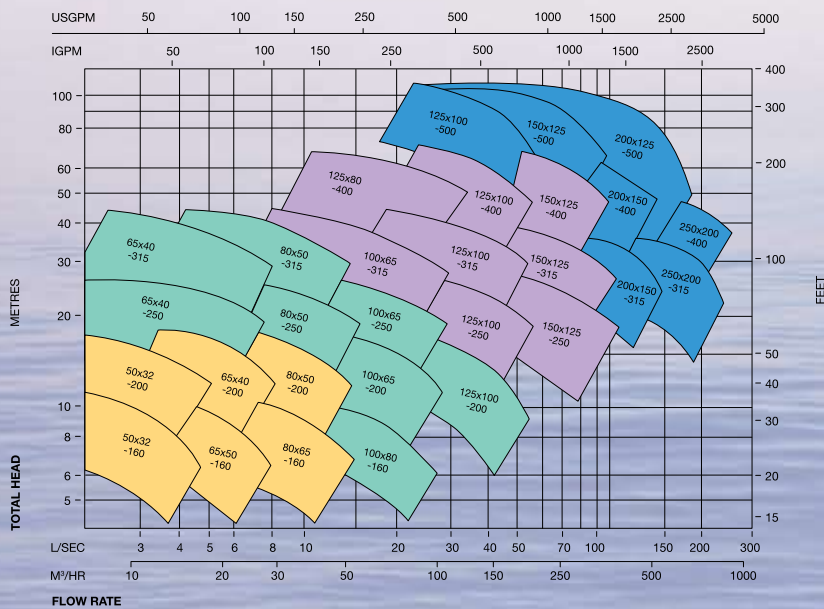 USGPM 50 100 150 250 500 1000 1500 2500 5000
IGPM 50 100 150 250 500 1000 1500 2500
METRES
TOTAL HEAD
100
80
60
50
40
30
20
10
8
6
5
400
300
200
100
50
40
30
20
15
FEET
125x100
-500
150x125
-500
200x125
-500
125x80
-400
125x100
-400
150x125
-400
200x150
-400
250x200
-400
65x40
-315
80x50
-315
100x65
-315
125x100
-315
150x125
-315
200x150
-315
250x200
-315
65x40
-250
80x50
-250
100x65
-250
125x100
-250
150x125
-250
50x32
-200
65x40
-200
80x50
-200
100x65
-200
125x100
-200
50x32
-160
65x50
-160
80x65
-160
100x80
-160
L/SEC 3 4 5 6 8 10 20 30 40 50 70 100 150 200 300
M³/HR 10 20 30 50 100 150 250 500 1000
FLOW RATE